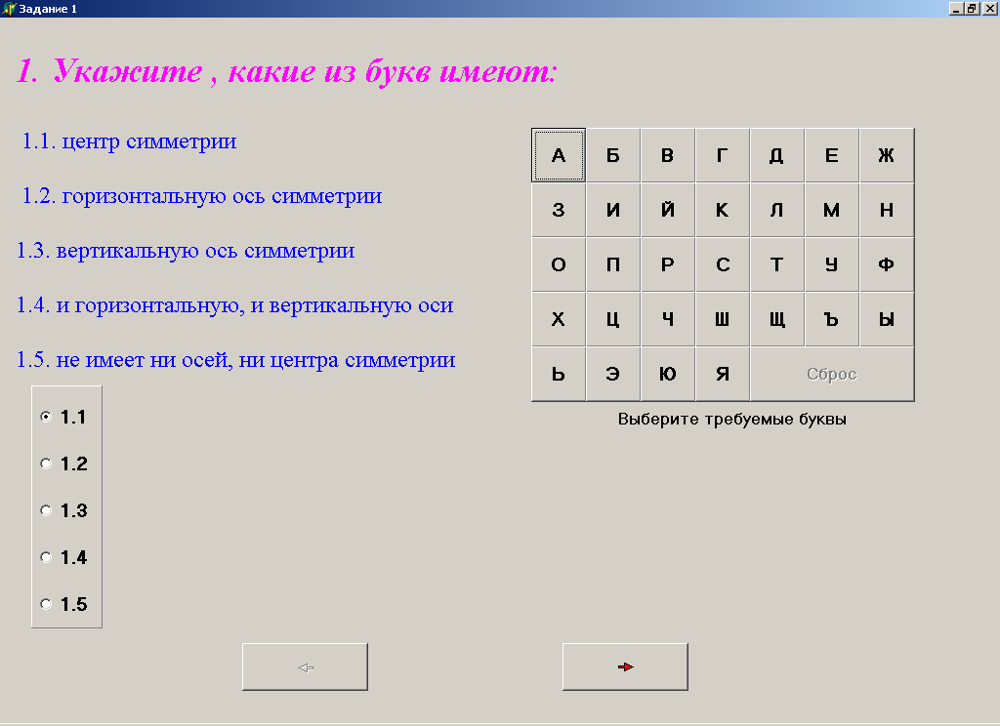 Задание 1
1. Укажите , какие из букв имеют:
1.1. центр симметрии
1.2. горизонтальную ось симметрии
1.3. вертикальную ось симметрии
1.4. и горизонтальную, и вертикальную оси
1.5. не имеет ни осей, ни центра симметрии
1.1
1.2
1.3
1.4
1.5
А Б В Г Д Е Ж
З И Й К Л М Н
О П Р С Т У Ф
Х Ц Ч Ш Щ Ъ Ы
Ь Э Ю Я Сброс
Выберите требуемые буквы